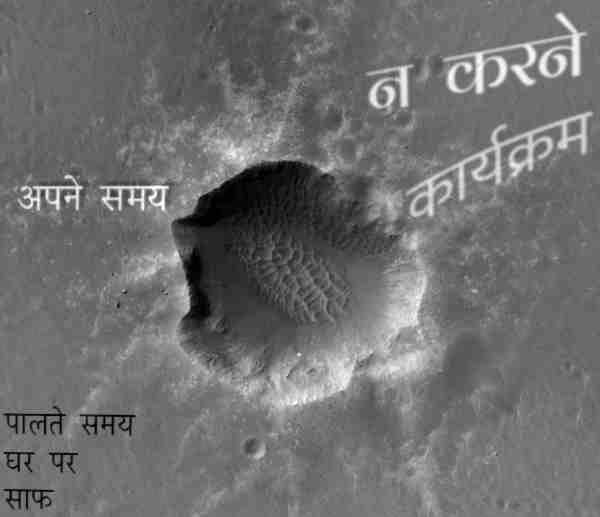 न करने
कार्यक्रम
अपने समय
पालते समय
घर पर
साफ